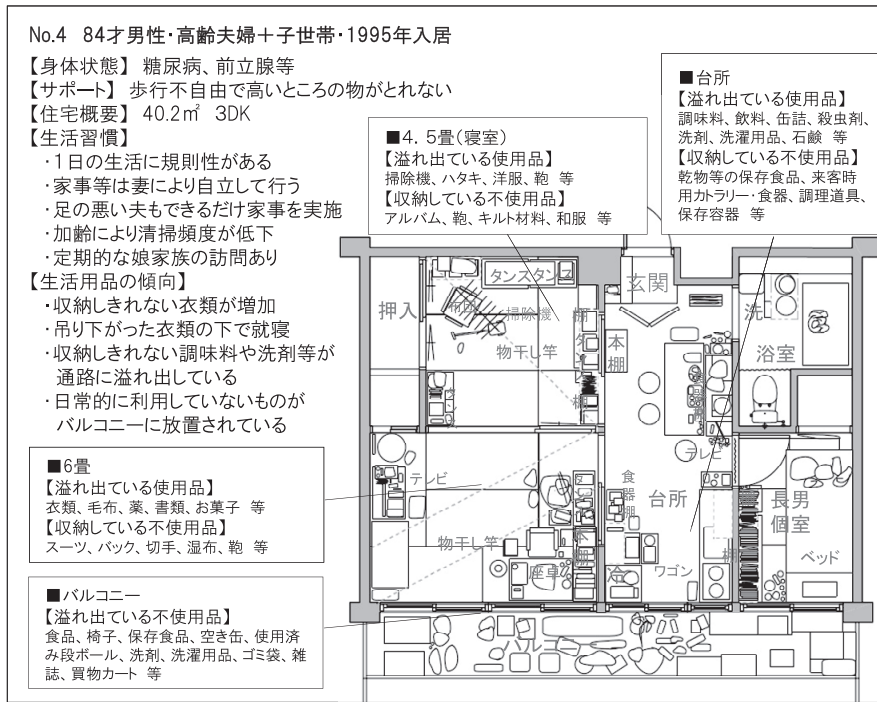 No.4 84才男性・高齢夫婦＋子世帯・1995年入居
【身体状態】 糖尿病、前立腺等
【サポート】 歩行不自由で高いところの物がとれない
【住宅概要】 40.2㎡ 3DK
【生活習慣】
・1日の生活に規則性がある
・家事等は妻により自立して行う
・足の悪い夫もできるだけ家事を実施
・加齢により清掃頻度が低下
・定期的な娘家族の訪問あり
【生活用品の傾向】
・収納しきれない衣類が増加
・吊り下がった衣類の下で就寝
・収納しきれない調味料や洗剤等が
通路に溢れ出している
・日常的に利用していないものが
バルコニーに放置されている
■4．5畳（寝室）
【溢れ出ている使用品】
掃除機、ハタキ、洋服、鞄 等
【収納している不使用品】
アルバム、鞄、キルト材料、和服 等
■台所
【溢れ出ている使用品】
調味料、飲料、缶詰、殺虫剤、
洗剤、洗濯用品、石鹸 等
【収納している不使用品】
乾物等の保存食品、来客時
用カトラリー・食器、調理道具、
保存容器 等
■6畳
【溢れ出ている使用品】
衣類、毛布、薬、書類、お菓子 等
【収納している不使用品】
スーツ、バック、切手、湿布、鞄 等
■バルコニー
【溢れ出ている不使用品】
食品、椅子、保存食品、空き缶、使用済
み段ボール、洗剤、洗濯用品、ゴミ袋、雑
誌、買物カート 等
押入
タンス
タンス
布団
掃除機
棚
物干し竿
玄関
本棚
洗
浴室
テレビ
テレビ
食器棚
台所
長男
個室
物干し竿
本棚
座卓
冷
ワゴン
棚
ベッド
バルコニー